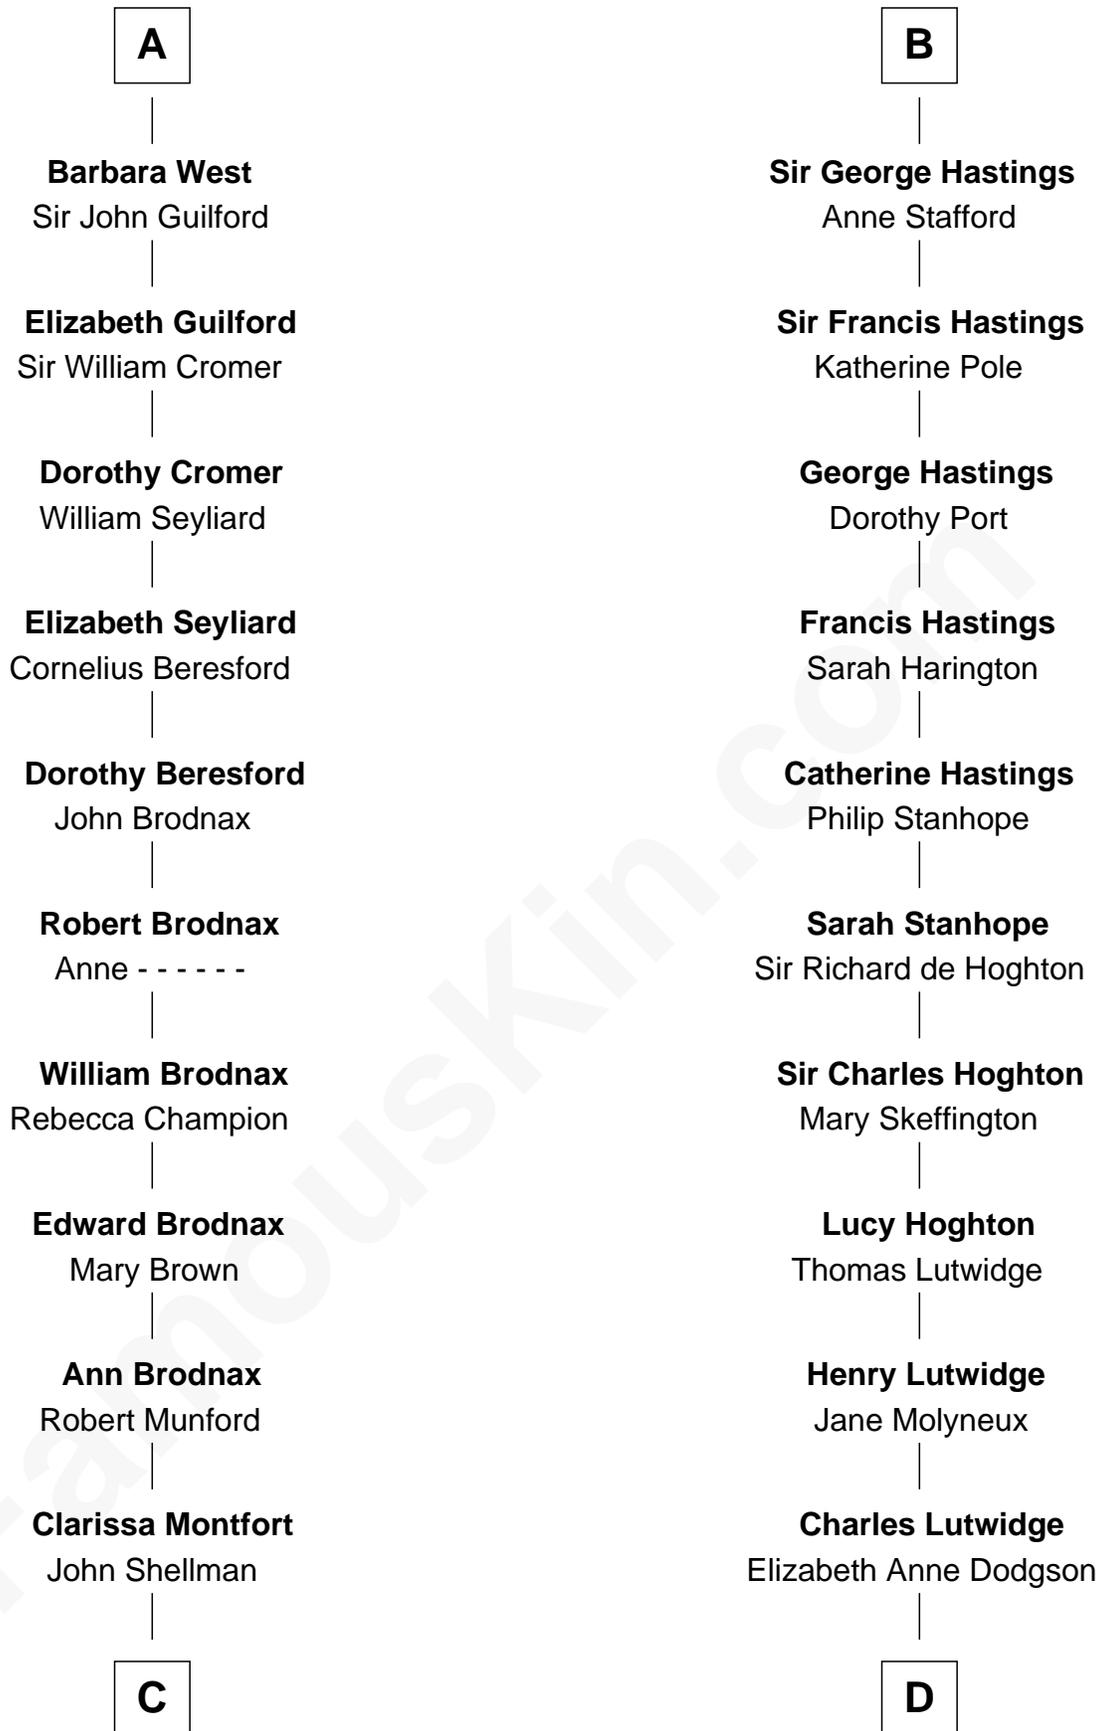 A
Barbara West
Sir John Guilford
Elizabeth Guilford
Sir William Cromer
Dorothy Cromer
William Seyliard
Elizabeth Seyliard
Cornelius Beresford
Dorothy Beresford
John Brodnax
Robert Brodnax
Anne - - - - - -
William Brodnax
Rebecca Champion
Edward Brodnax
Mary Brown
Ann Brodnax
Robert Munford
Clarissa Montfort
John Shellman
C
B
Sir George Hastings
Anne Stafford
Sir Francis Hastings
Katherine Pole
George Hastings
Dorothy Port
Francis Hastings
Sarah Harington
Catherine Hastings
Philip Stanhope
Sarah Stanhope
Sir Richard de Hoghton
Sir Charles Hoghton
Mary Skeffington
Lucy Hoghton
Thomas Lutwidge
Henry Lutwidge
Jane Molyneux
Charles Lutwidge
Elizabeth Anne Dodgson
D
FamousKin.com